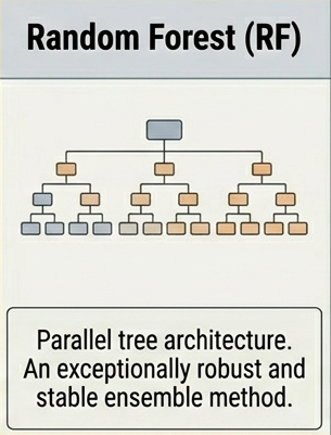 Random Forest (RF)
Parallel tree architecture.
An exceptionally robust and
stable ensemble method.